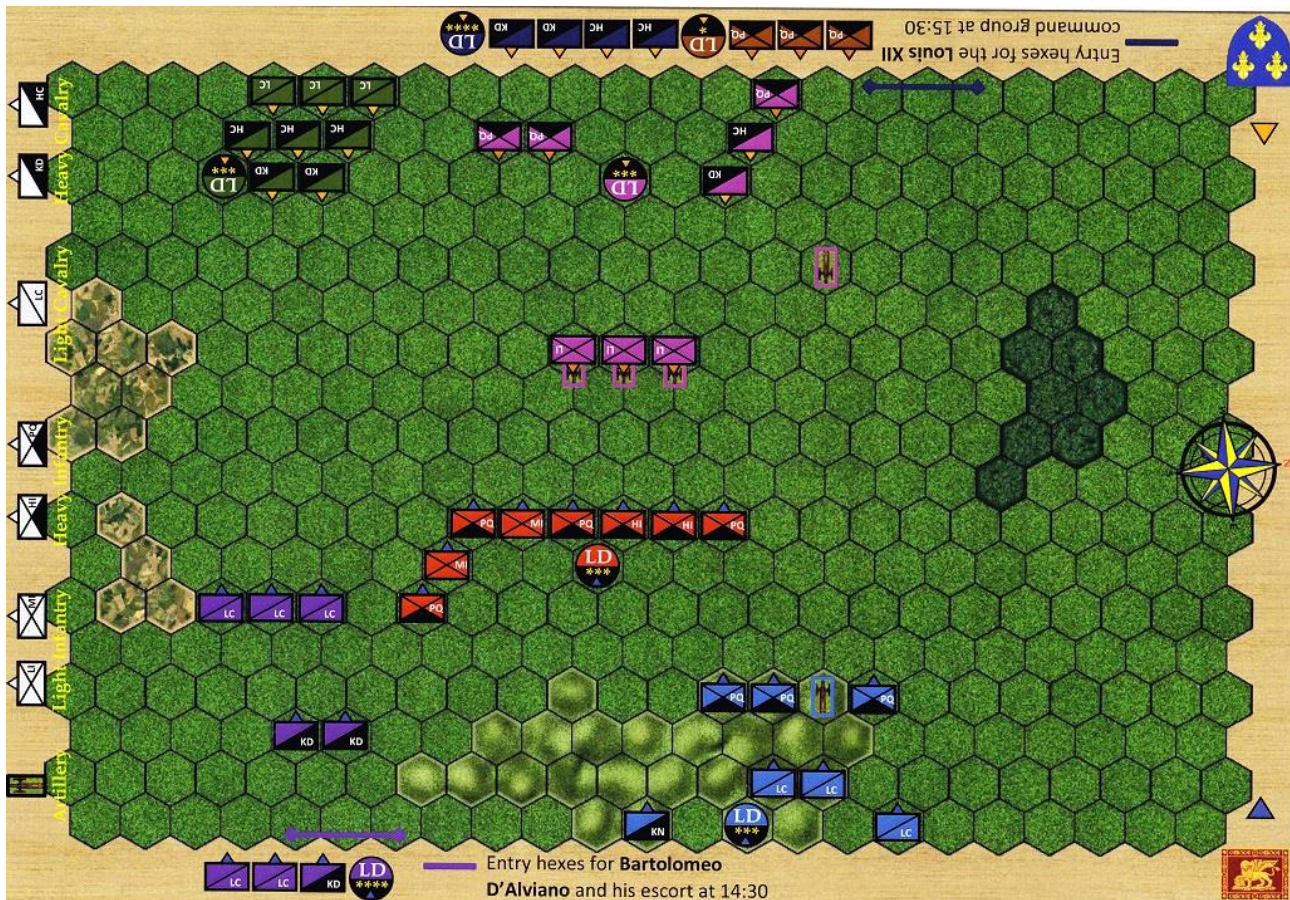 LD KD KD HC HC LD PQ PQ PQ
Entry hexes for the Louis XII
command group at 15:30
HC
KD
Heavy Cavalry
LC
Light Cavalry
PQ
HI
Heavy Infantry
MI
LI
Light Infantry
Artillery
LC LC LC
PQ
HC HC HC
PQ PQ
HC
LD KD KD
LD
KD
LI LI LI
PQ MI PQ HI HI PQ
MI
LD
LC LC LC
PQ
PQ PQ PQ
KD KD
LC LC
KN
LD
LC
LC LC KD LD
Entry hexes for Bartolomeo
D'Alviano and his escort at 14:30